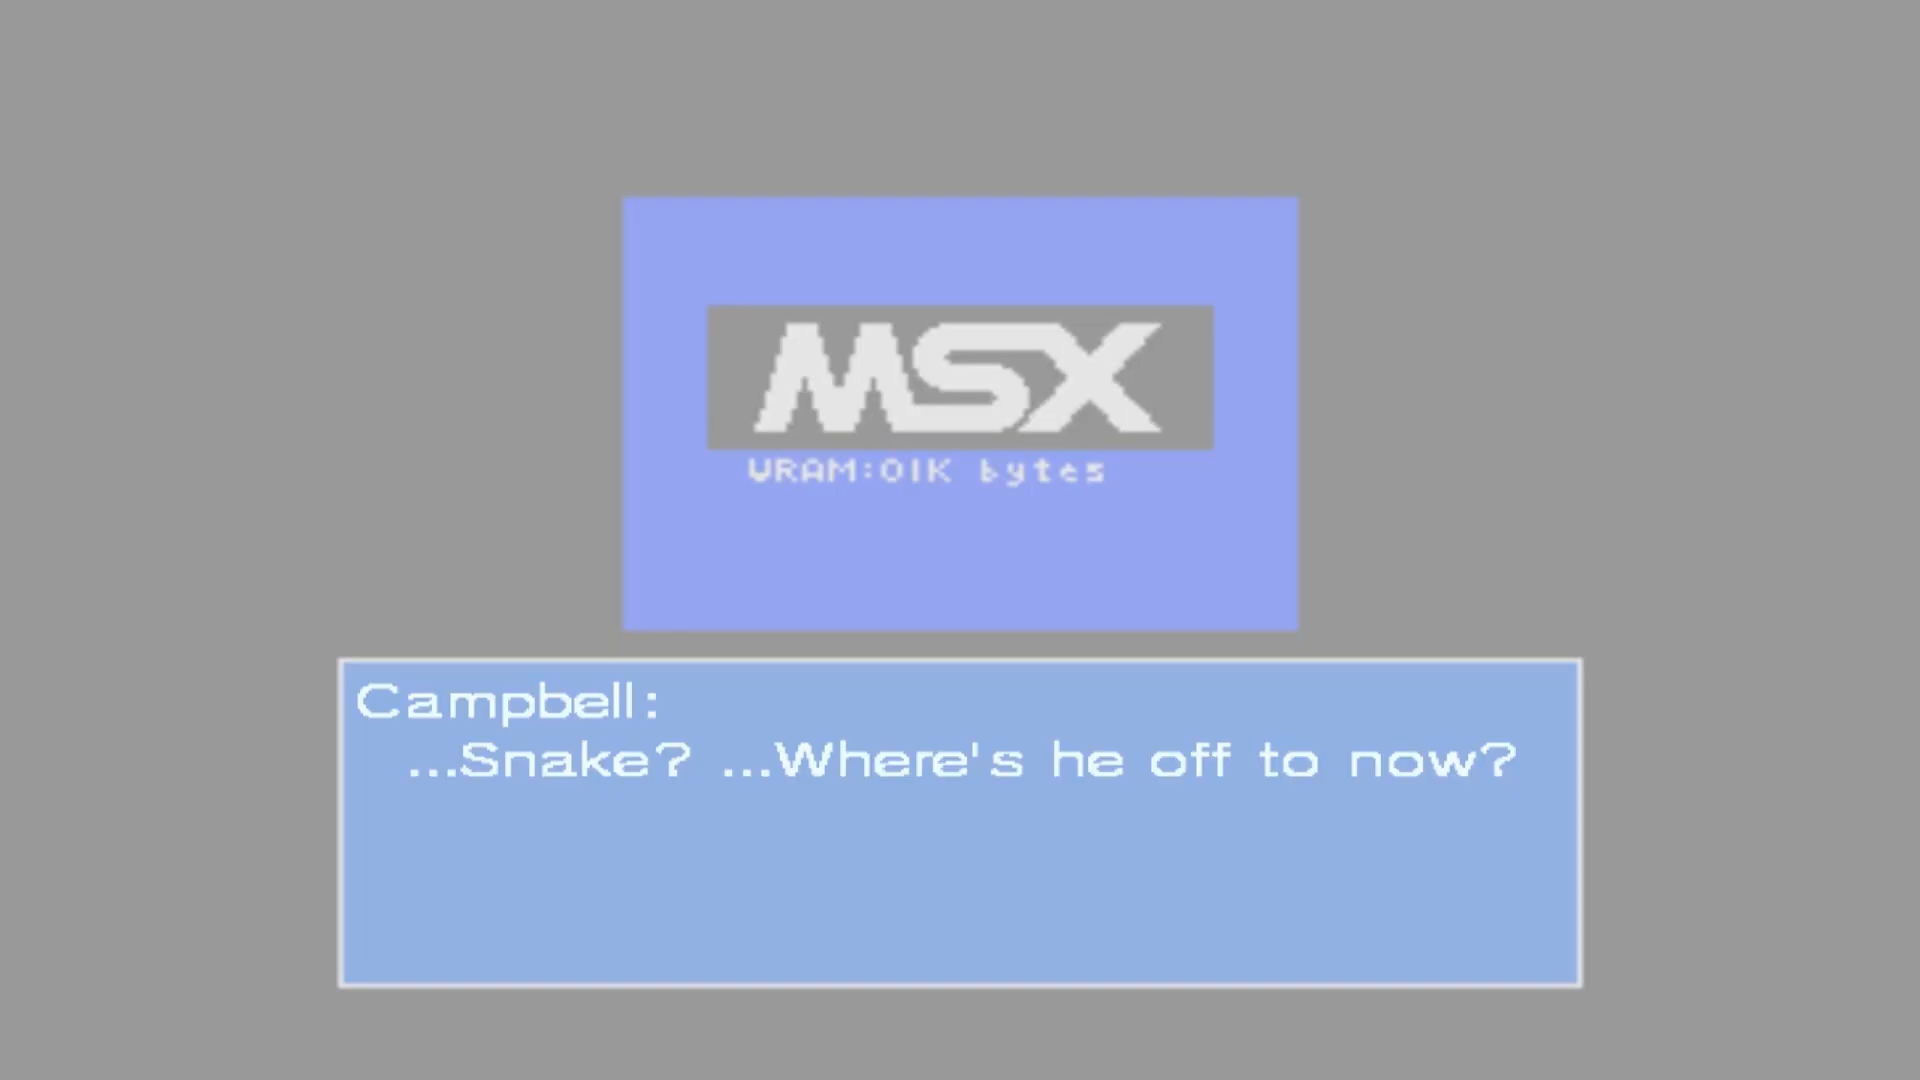 MSX
VRAM:01K bytes
Campbell:
...Snake? ...Where's he off to now?